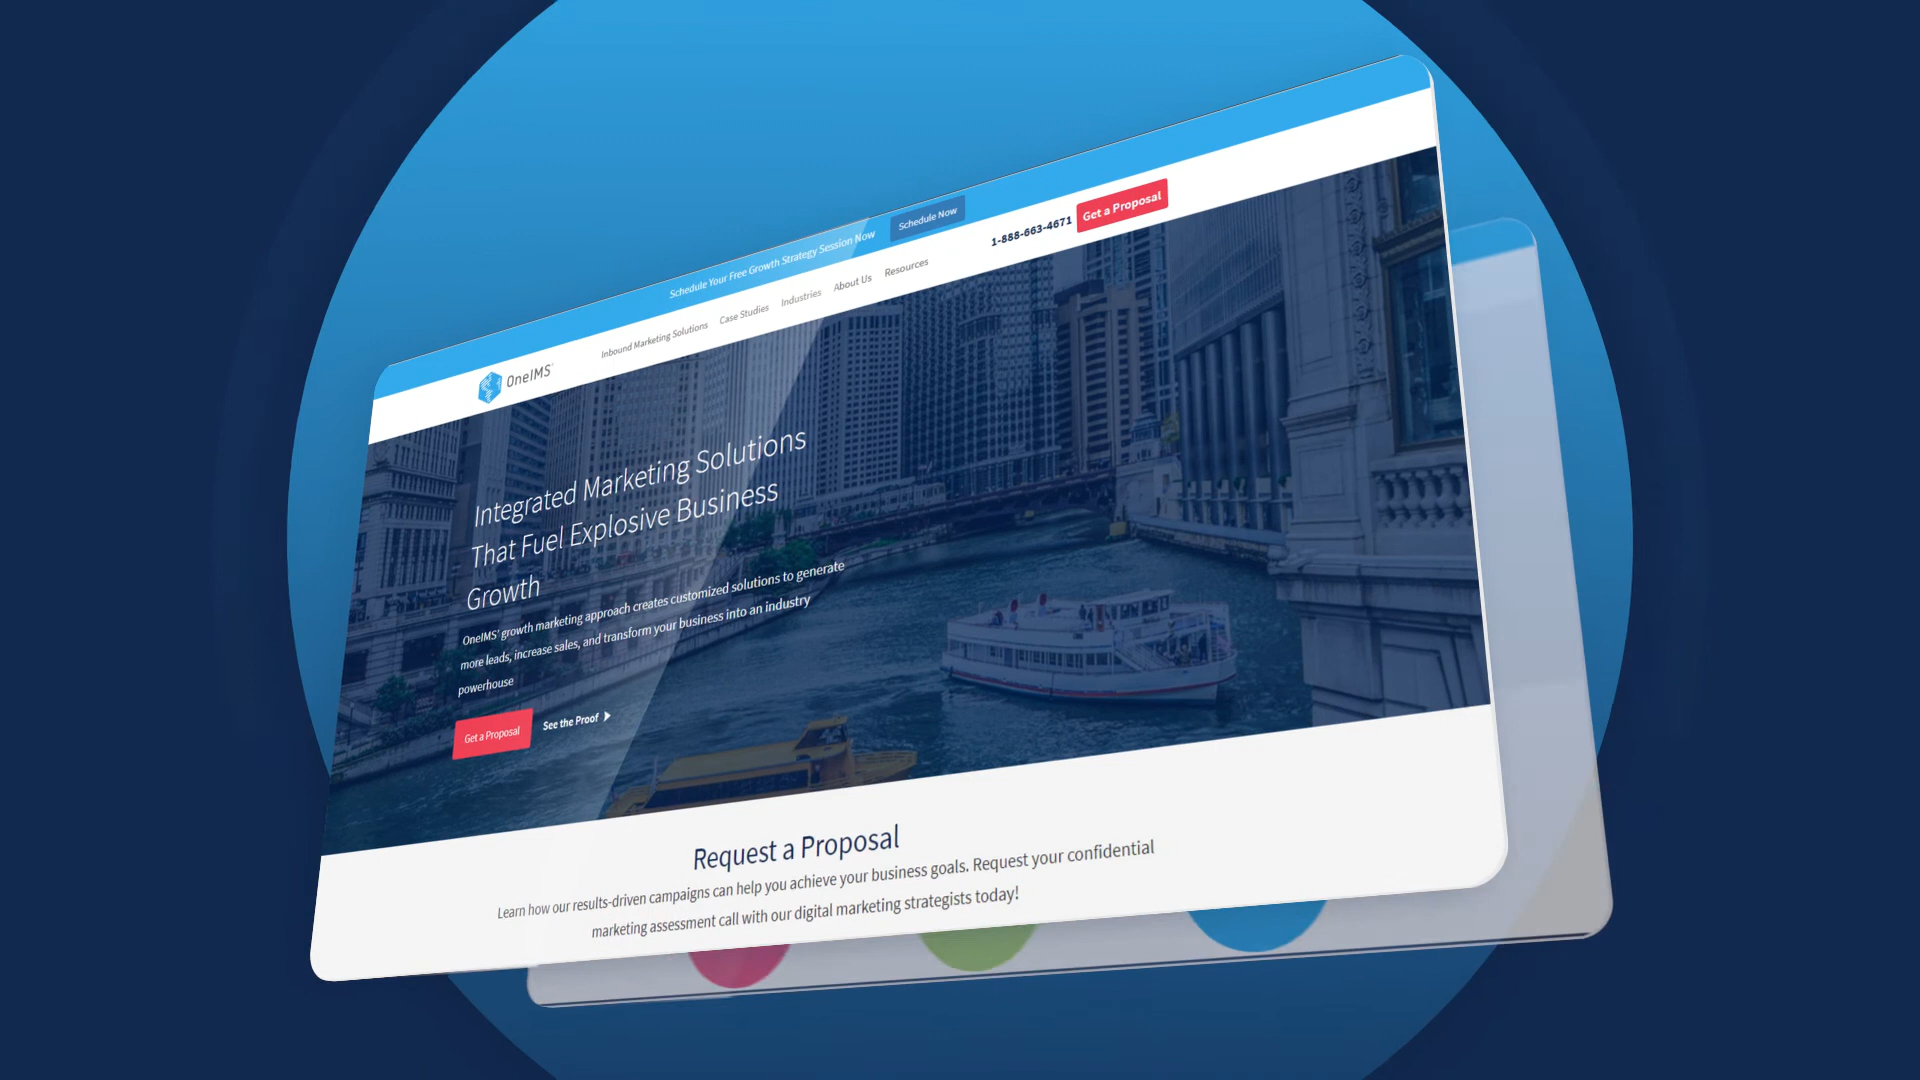 Schedule Your Free Growth Strategy Session Now
Schedule Now
OneIMS
Inbound Marketing Solutions
Case Studies
Industries
About Us
Resources
1-888-663-4671
Get a Proposal
Integrated Marketing Solutions
That Fuel Explosive Business
Growth
OneIMS' growth marketing approach creates customized solutions to generate
more leads, increase sales, and transform your business into an industry
powerhouse
Get a Proposal
See the Proof
Request a Proposal
Learn how our results-driven campaigns can help you achieve your business goals. Request your confidential
marketing assessment call with our digital marketing strategists today!